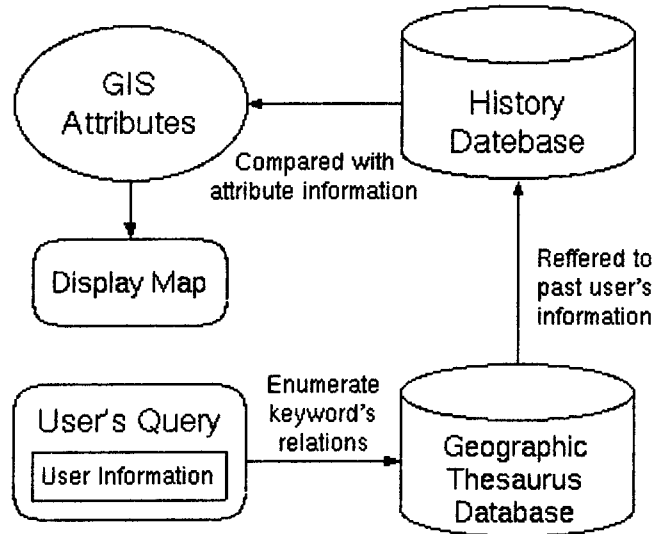 GIS
Attributes
History
Datebase
Compared with
attribute information
Display Map
Reffered to
past user's
information
Enumerate
keyword's
relations
User's Query
User Information
Geographic
Thesaurus
Database